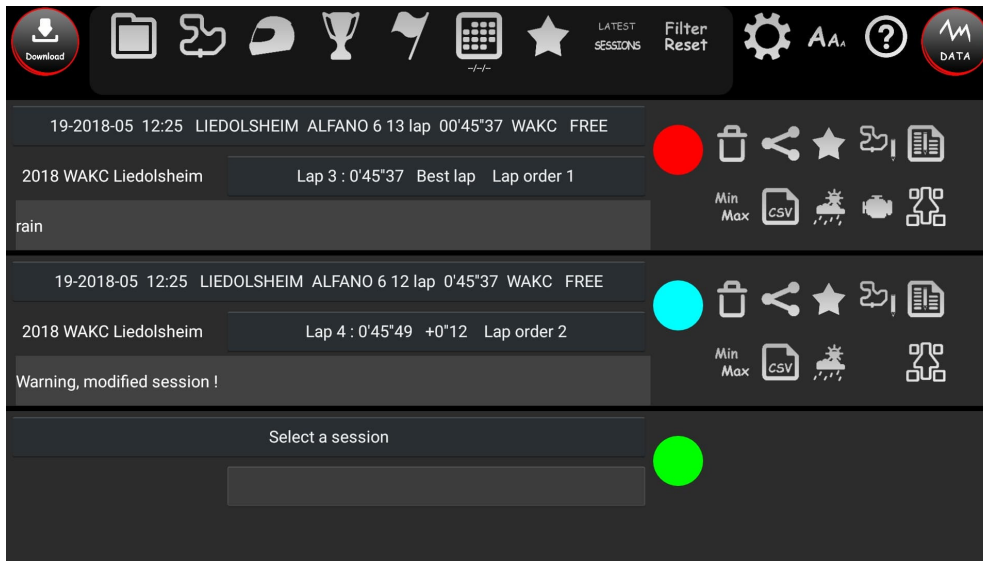 Download
-/-/-
LATEST
SESSIONS
Filter
Reset
AAA
?
DATA
19-2018-05 12:25 LIEDOLSHEIM ALFANO 6 13 lap 00'45"37 WAKC FREE
2018 WAKC Liedolsheim
Lap 3 : 0'45"37 Best lap Lap order 1
rain
Min
Max
CSV
19-2018-05 12:25 LIEDOLSHEIM ALFANO 6 12 lap 0'45"37 WAKC FREE
2018 WAKC Liedolsheim
Lap 4 : 0'45"49 +0"12 Lap order 2
Warning, modified session !
Min
Max
CSV
Select a session